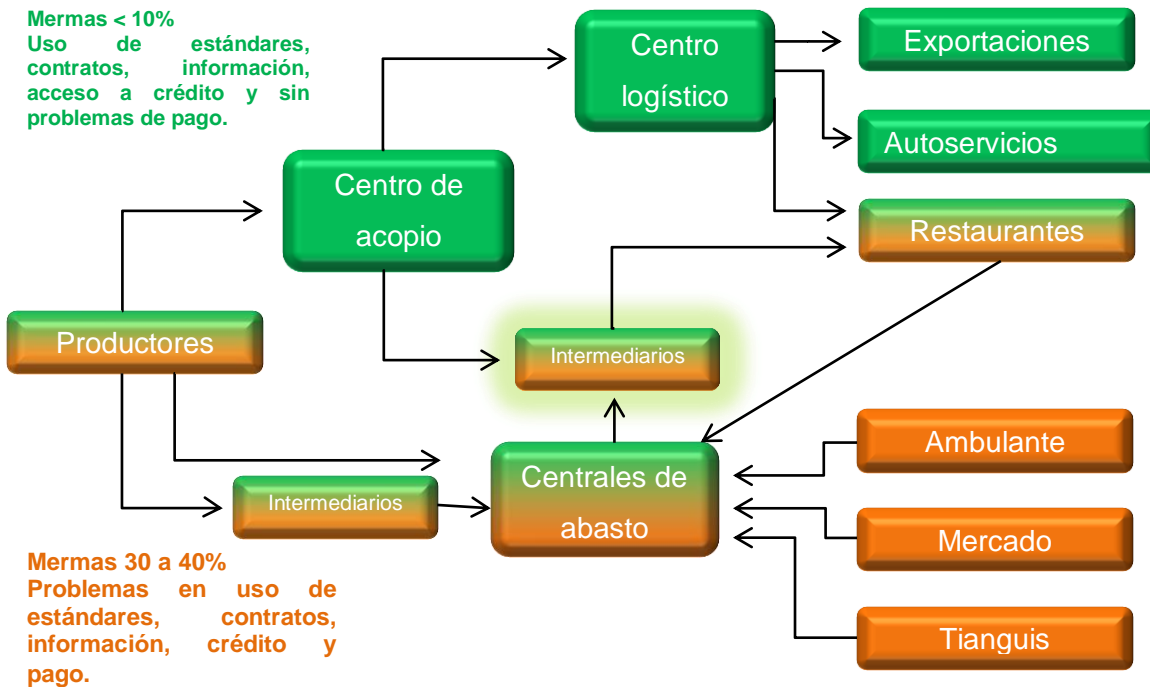 Mermas < 10%
Uso de estándares,
contratos, información,
acceso a crédito y sin
problemas de pago.
Centro
logístico
Exportaciones
Autoservicios
Centro de
acopio
Restaurantes
Productores
Intermediarios
Ambulante
Centrales de
abasto
Intermediarios
Mercado
Mermas 30 a 40%
Problemas en uso de
estándares, contratos,
información, crédito y
pago.
Tianguis